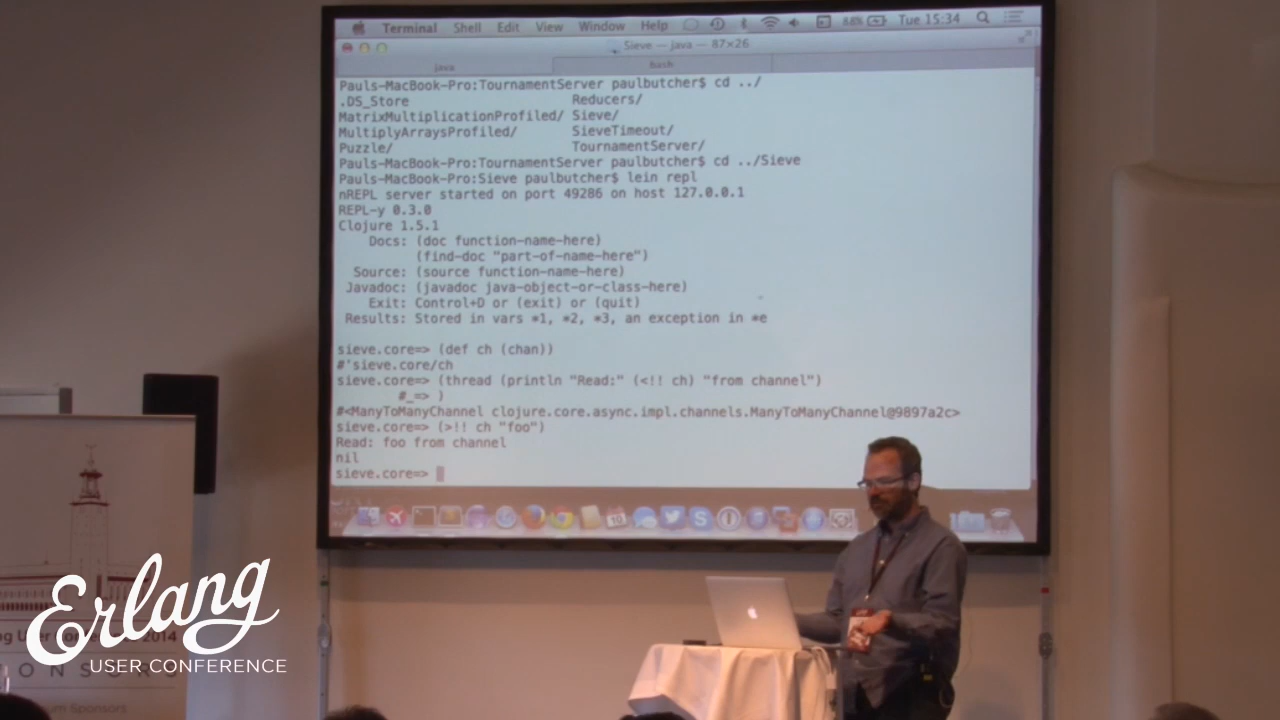 Terminal Shell Edit View Window Help 88% Tue 15:34
Sieve — java — 87×26
java bash
Pauls-MacBook-Pro:TournamentServer paulbutcher$ cd ../
.DS_Store Reducers/
MatrixMultiplicationProfiled/ Sieve/
MultiplyArraysProfiled/ SieveTimeout/
Puzzle/ TournamentServer/
Pauls-MacBook-Pro:TournamentServer paulbutcher$ cd ../Sieve
Pauls-MacBook-Pro:Sieve paulbutcher$ lein repl
nREPL server started on port 49286 on host 127.0.0.1
REPL-y 0.3.0
Clojure 1.5.1
Docs: (doc function-name-here)
(find-doc "part-of-name-here")
Source: (source function-name-here)
Javadoc: (javadoc java-object-or-class-here)
Exit: Control+D or (exit) or (quit)
Results: Stored in vars *1, *2, *3, an exception in *e
sieve.core=> (def ch (chan))
#'sieve.core/ch
sieve.core=> (thread (println "Read:" (<!! ch) "from channel")
#_=> )
#<ManyToManyChannel clojure.core.async.impl.channels.ManyToManyChannel@9897a2c>
sieve.core=> (>!! ch "foo")
Read: foo from channel
nil
sieve.core=>
Erlang
USER CONFERENCE
2014